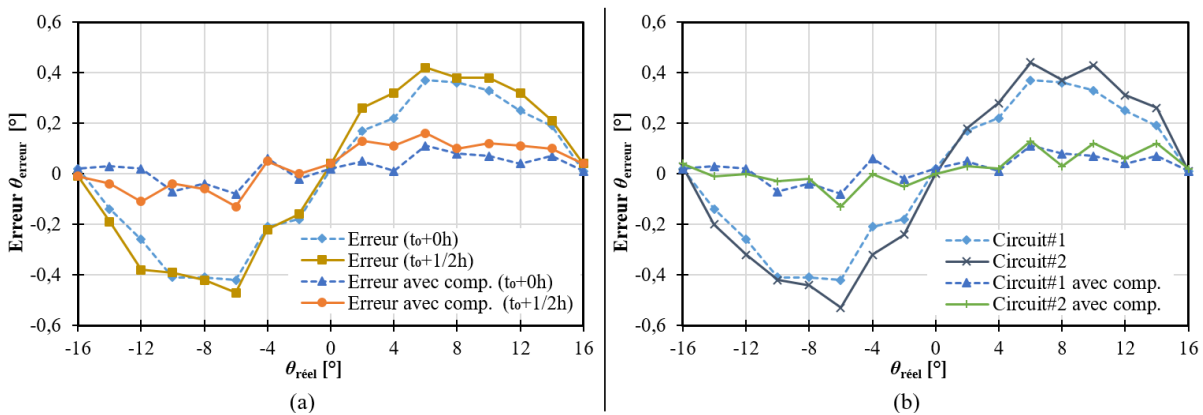 0,6
0,4
0,2
0
-0,2
-0,4
-0,6
Erreur θerreur [°]
-16 -12 -8 -4 0 4 8 12 16
θréel [°]
Erreur (t₀+0h)
Erreur (t₀+1/2h)
Erreur avec comp. (t₀+0h)
Erreur avec comp. (t₀+1/2h)
(a)
0,6
0,4
0,2
0
-0,2
-0,4
-0,6
Erreur θerreur [°]
-16 -12 -8 -4 0 4 8 12 16
θréel [°]
Circuit#1
Circuit#2
Circuit#1 avec comp.
Circuit#2 avec comp.
(b)